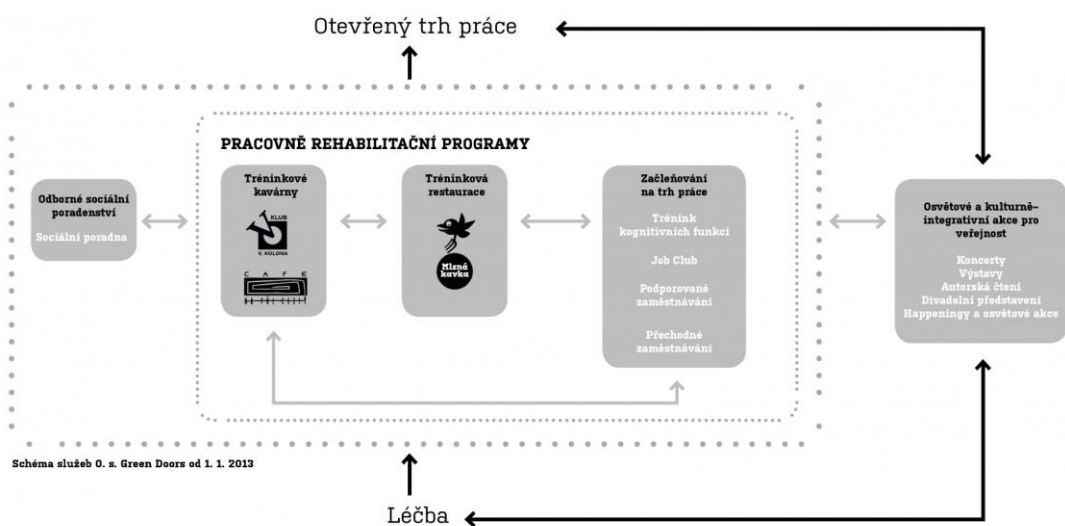 Otevřený trh práce
PRACOVNĚ REHABILITAČNÍ PROGRAMY
Odborné sociální
poradenství
Sociální poradna
Tréninkové
kavárny
KLUB
V. KOLONA
CAFE
Tréninková
restaurace
Mlsná
kavka
Začleňování
na trh práce
Trénink
kognitivních funkcí
Job Club
Podporované
zaměstnávání
Přechodné
zaměstnávání
Osvětové a kulturně–
integrativní akce pro
veřejnost
Koncerty
Výstavy
Autorská čtení
Divadelní představení
Happeningy a osvětové akce
Schéma služeb O. s. Green Doors od 1. 1. 2013
Léčba